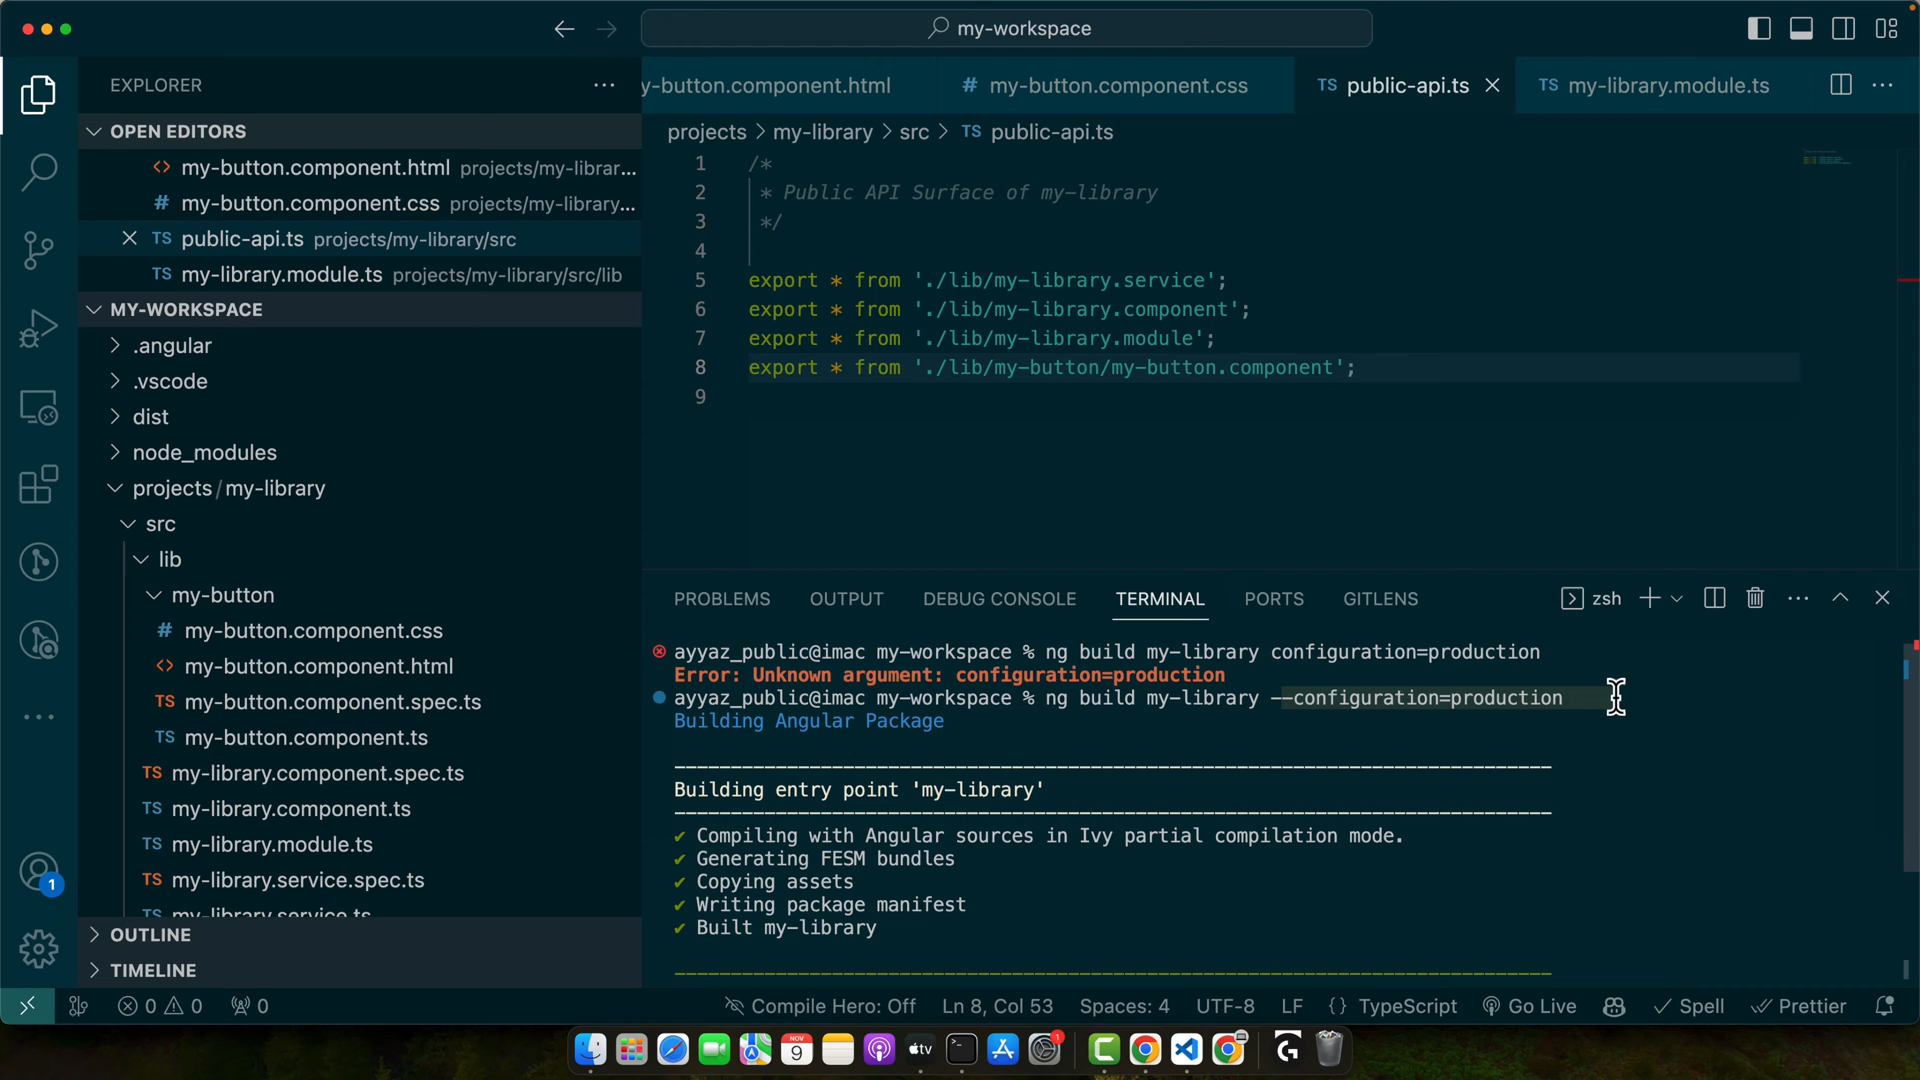 my-workspace
EXPLORER
OPEN EDITORS
<> my-button.component.html projects/my-librar...
# my-button.component.css projects/my-library...
TS public-api.ts projects/my-library/src
TS my-library.module.ts projects/my-library/src/lib
MY-WORKSPACE
.angular
.vscode
dist
node_modules
projects / my-library
src
lib
my-button
# my-button.component.css
<> my-button.component.html
TS my-button.component.spec.ts
TS my-button.component.ts
TS my-library.component.spec.ts
TS my-library.component.ts
TS my-library.module.ts
TS my-library.service.spec.ts
TS my-library.service.ts
OUTLINE
TIMELINE
y-button.component.html
# my-button.component.css
TS public-api.ts
TS my-library.module.ts
projects > my-library > src > TS public-api.ts
1 /*
2 * Public API Surface of my-library
3 */
4
5 export * from './lib/my-library.service';
6 export * from './lib/my-library.component';
7 export * from './lib/my-library.module';
8 export * from './lib/my-button/my-button.component';
9
PROBLEMS OUTPUT DEBUG CONSOLE TERMINAL PORTS GITLENS zsh
ayyaz_public@imac my-workspace % ng build my-library configuration=production
Error: Unknown argument: configuration=production
ayyaz_public@imac my-workspace % ng build my-library --configuration=production
Building Angular Package
------------------------------------------------------------------------------
Building entry point 'my-library'
------------------------------------------------------------------------------
✔ Compiling with Angular sources in Ivy partial compilation mode.
✔ Generating FESM bundles
✔ Copying assets
✔ Writing package manifest
✔ Built my-library
------------------------------------------------------------------------------
1
0 0 0 Compile Hero: Off Ln 8, Col 53 Spaces: 4 UTF-8 LF {} TypeScript Go Live Spell Prettier
NOV
9
tv
1